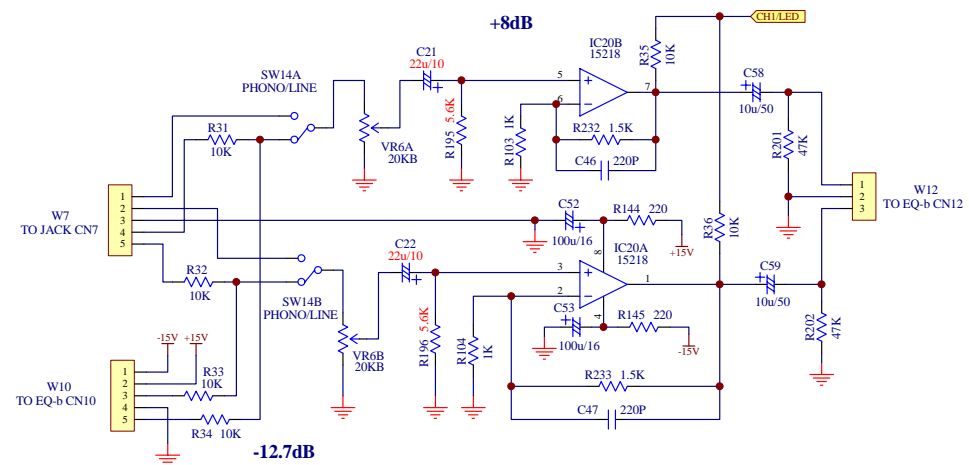 +8dB
CH1/LED
IC20B
15218
R35
10K
C21
22u/10
C58
10u/50
SW14A
PHONO/LINE
5
6
7
+
R31
10K
VR6A
20KB
R195 5.6K
R103 1K
R232 1.5K
C46 220P
R201
47K
W7
TO JACK CN7
1
2
3
4
5
W12
TO EQ-b CN12
1
2
3
C52
100u/16
R144 220
+15V
R36
10K
C22
22u/10
IC20A
15218
8
3
2
1
4
C59
10u/50
R32
10K
SW14B
PHONO/LINE
C53
100u/16
R145 220
-15V
R202
47K
VR6B
20KB
R196 5.6K
R104
1K
-15V +15V
W10
TO EQ-b CN10
1
2
3
4
5
R33
10K
R34 10K
R233 1.5K
C47 220P
-12.7dB